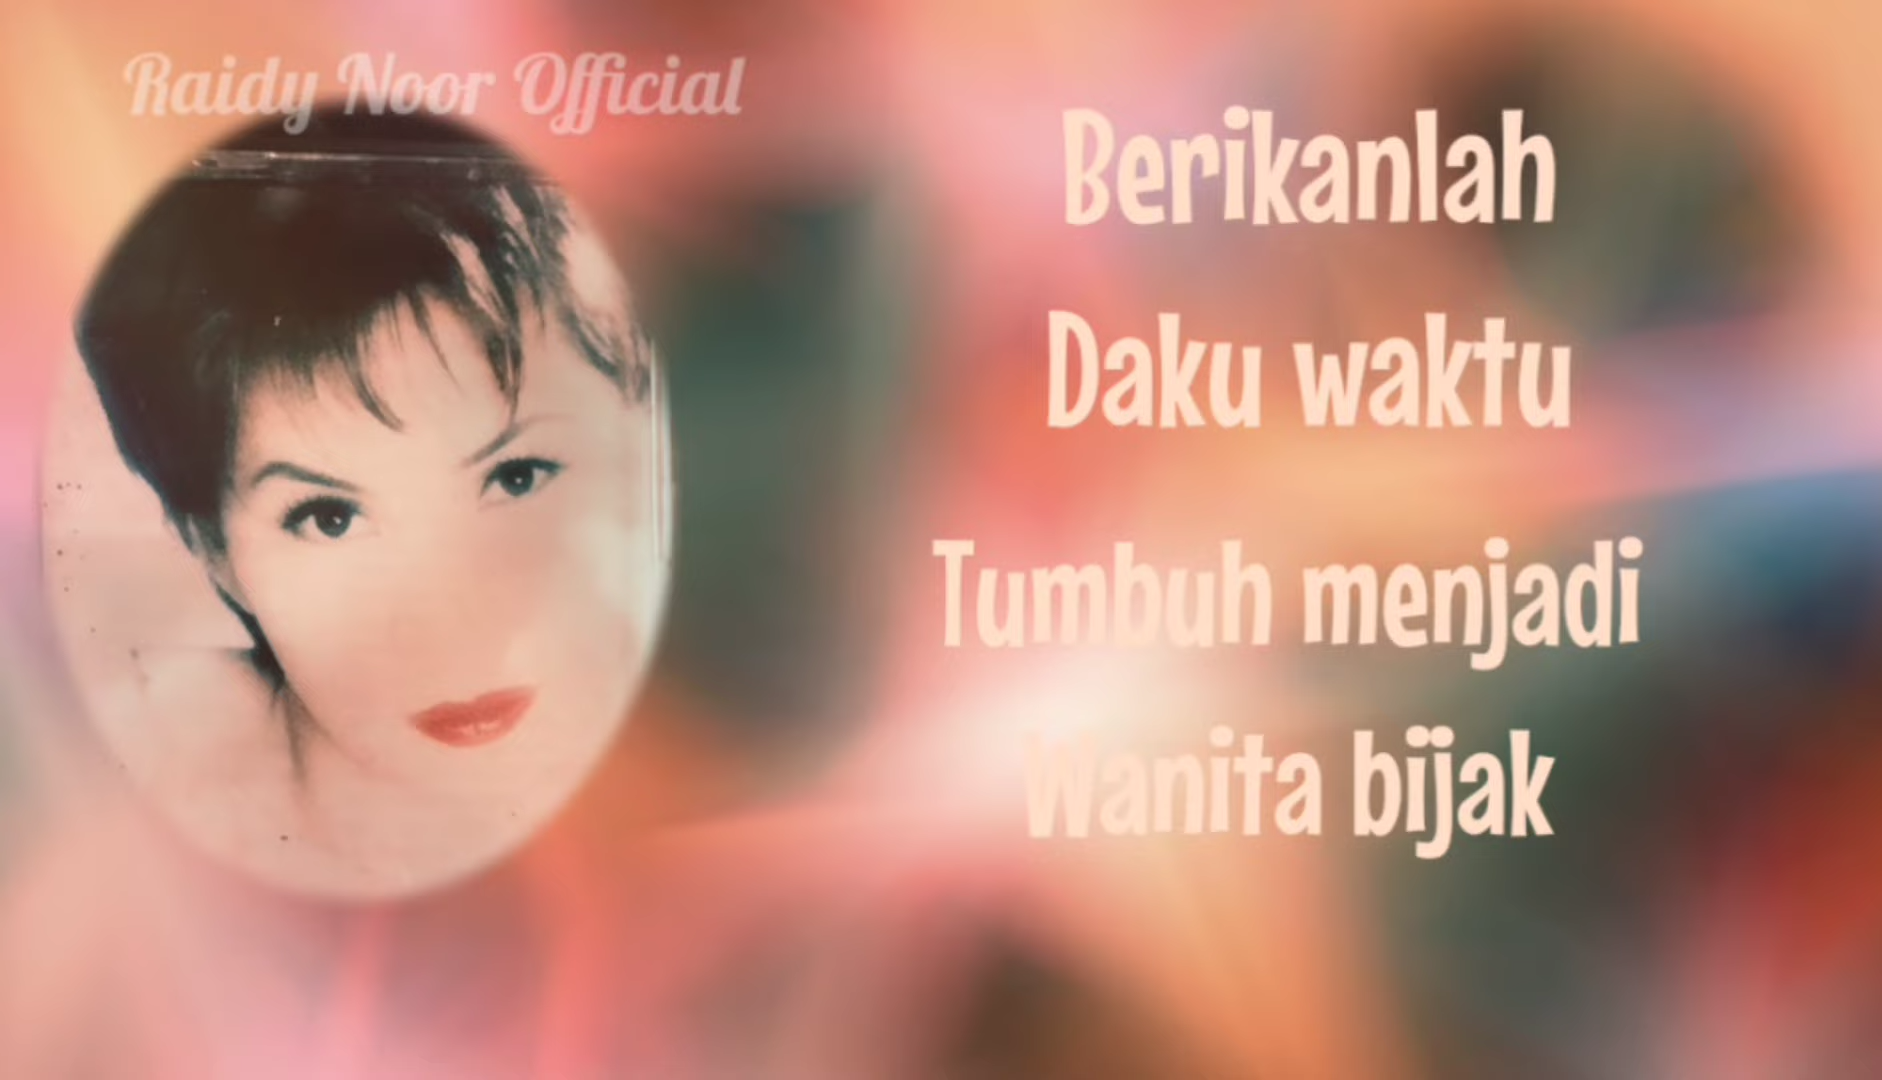 Raidy Noor Official
Berikanlah
Daku waktu
Tumbuh menjadi
Wanita bijak